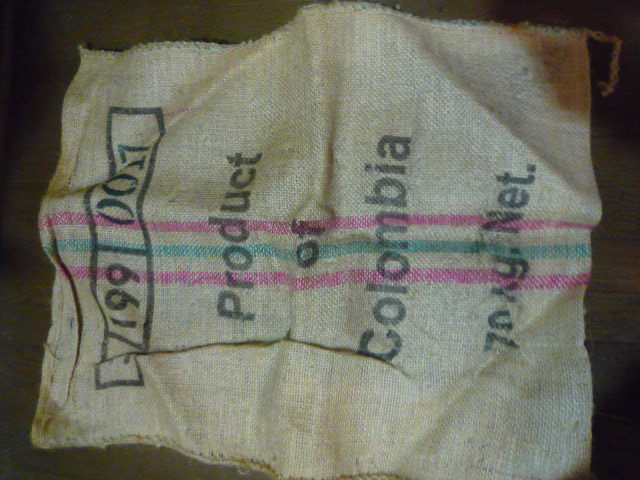 Product
of
Colombia
70 Kg. Net.